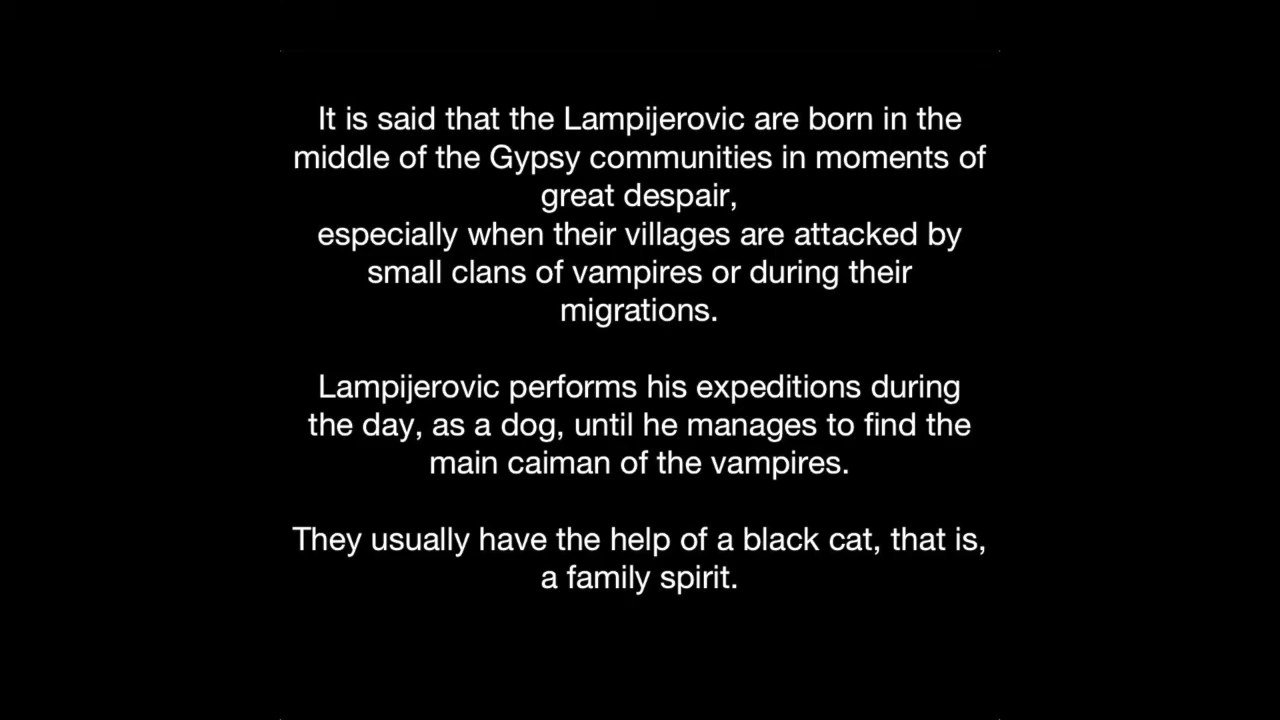 It is said that the Lampijerovic are born in the
middle of the Gypsy communities in moments of
great despair,
especially when their villages are attacked by
small clans of vampires or during their
migrations.
Lampijerovic performs his expeditions during
the day, as a dog, until he manages to find the
main caiman of the vampires.
They usually have the help of a black cat, that is,
a family spirit.